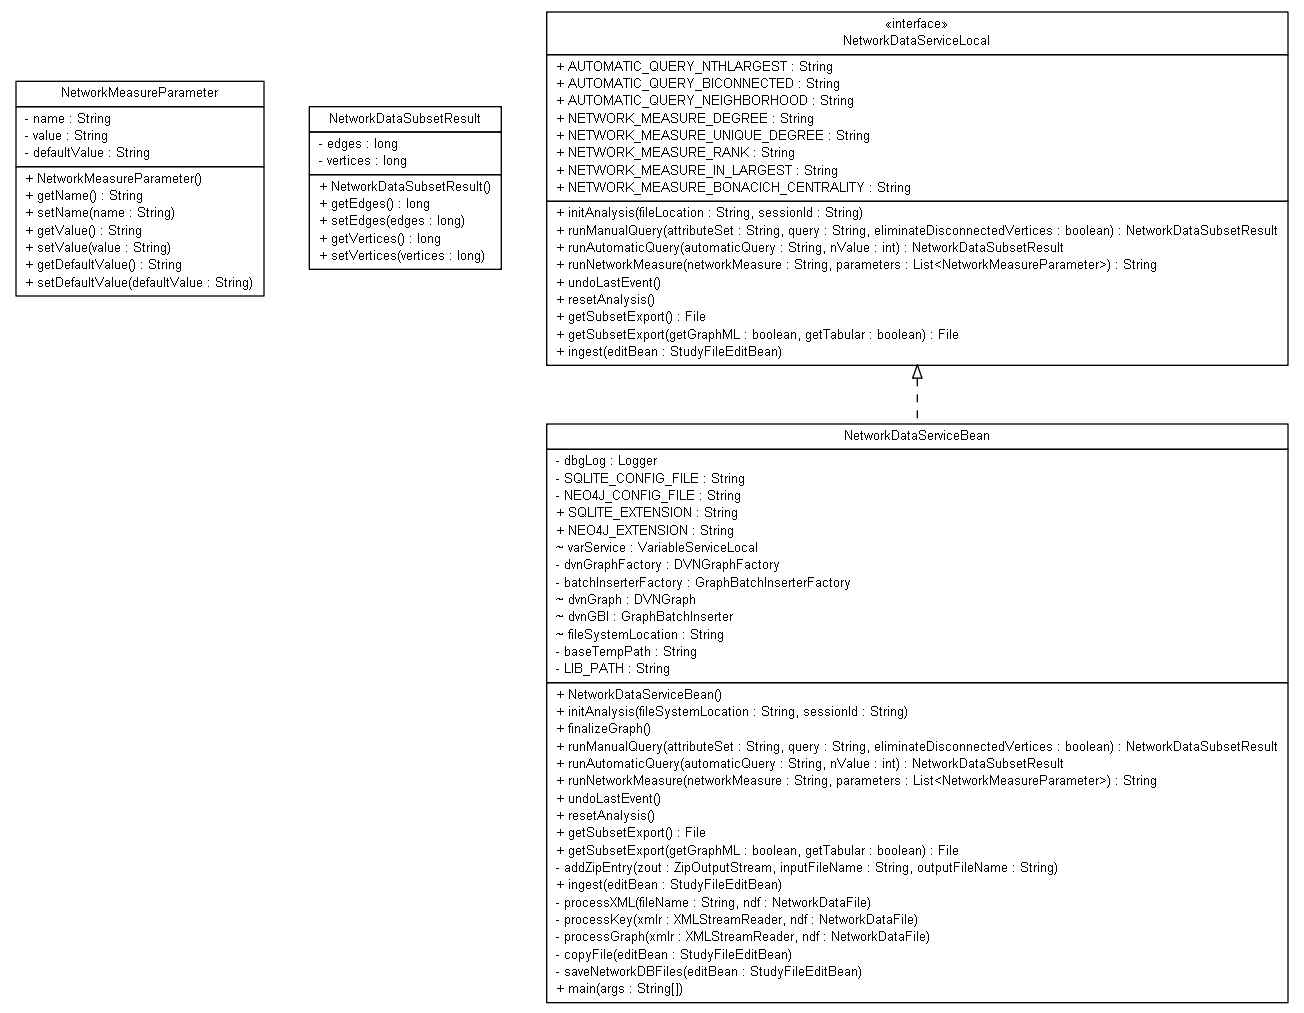 NetworkMeasureParameter
- name : String
- value : String
- defaultValue : String
+ NetworkMeasureParameter()
+ getName() : String
+ setName(name : String)
+ getValue() : String
+ setValue(value : String)
+ getDefaultValue() : String
+ setDefaultValue(defaultValue : String)
NetworkDataSubsetResult
- edges : long
- vertices : long
+ NetworkDataSubsetResult()
+ getEdges() : long
+ setEdges(edges : long)
+ getVertices() : long
+ setVertices(vertices : long)
«interface»
NetworkDataServiceLocal
+ AUTOMATIC_QUERY_NTHLARGEST : String
+ AUTOMATIC_QUERY_BICONNECTED : String
+ AUTOMATIC_QUERY_NEIGHBORHOOD : String
+ NETWORK_MEASURE_DEGREE : String
+ NETWORK_MEASURE_UNIQUE_DEGREE : String
+ NETWORK_MEASURE_RANK : String
+ NETWORK_MEASURE_IN_LARGEST : String
+ NETWORK_MEASURE_BONACICH_CENTRALITY : String
+ initAnalysis(fileLocation : String, sessionId : String)
+ runManualQuery(attributeSet : String, query : String, eliminateDisconnectedVertices : boolean) : NetworkDataSubsetResult
+ runAutomaticQuery(automaticQuery : String, nValue : int) : NetworkDataSubsetResult
+ runNetworkMeasure(networkMeasure : String, parameters : List<NetworkMeasureParameter>) : String
+ undoLastEvent()
+ resetAnalysis()
+ getSubsetExport() : File
+ getSubsetExport(getGraphML : boolean, getTabular : boolean) : File
+ ingest(editBean : StudyFileEditBean)
NetworkDataServiceBean
- dbgLog : Logger
- SQLITE_CONFIG_FILE : String
- NEO4J_CONFIG_FILE : String
+ SQLITE_EXTENSION : String
+ NEO4J_EXTENSION : String
~ varService : VariableServiceLocal
- dvnGraphFactory : DVNGraphFactory
- batchInserterFactory : GraphBatchInserterFactory
~ dvnGraph : DVNGraph
~ dvnGBI : GraphBatchInserter
~ fileSystemLocation : String
- baseTempPath : String
- LIB_PATH : String
+ NetworkDataServiceBean()
+ initAnalysis(fileSystemLocation : String, sessionId : String)
+ finalizeGraph()
+ runManualQuery(attributeSet : String, query : String, eliminateDisconnectedVertices : boolean) : NetworkDataSubsetResult
+ runAutomaticQuery(automaticQuery : String, nValue : int) : NetworkDataSubsetResult
+ runNetworkMeasure(networkMeasure : String, parameters : List<NetworkMeasureParameter>) : String
+ undoLastEvent()
+ resetAnalysis()
+ getSubsetExport() : File
+ getSubsetExport(getGraphML : boolean, getTabular : boolean) : File
- addZipEntry(zout : ZipOutputStream, inputFileName : String, outputFileName : String)
+ ingest(editBean : StudyFileEditBean)
- processXML(fileName : String, ndf : NetworkDataFile)
- processKey(xmlr : XMLStreamReader, ndf : NetworkDataFile)
- processGraph(xmlr : XMLStreamReader, ndf : NetworkDataFile)
- copyFile(editBean : StudyFileEditBean)
- saveNetworkDBFiles(editBean : StudyFileEditBean)
+ main(args : String[])